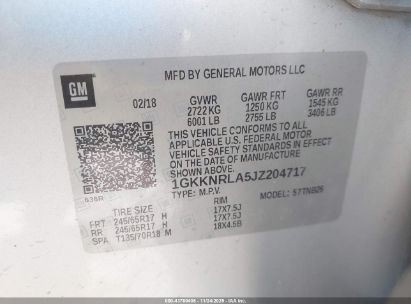 MFD BY GENERAL MOTORS LLC
GM
02/18
GVWR GAWR FRT GAWR RR
2722 KG 1250 KG 1545 KG
6001 LB 2755 LB 3406 LB
THIS VEHICLE CONFORMS TO ALL
APPLICABLE U.S. FEDERAL MOTOR
VEHICLE SAFETY STANDARDS IN EFFECT
ON THE DATE OF MANUFACTURE SHOWN ABOVE.
1GKKNRLA5JZ204717
TYPE: M.P.V. MODEL:
TIRE SIZE RIM
FRT 245/65R17 H 17X7.5J
RR 245/65R17 H 17X7.5J
SPA T135/70R18 M 18X4.5B